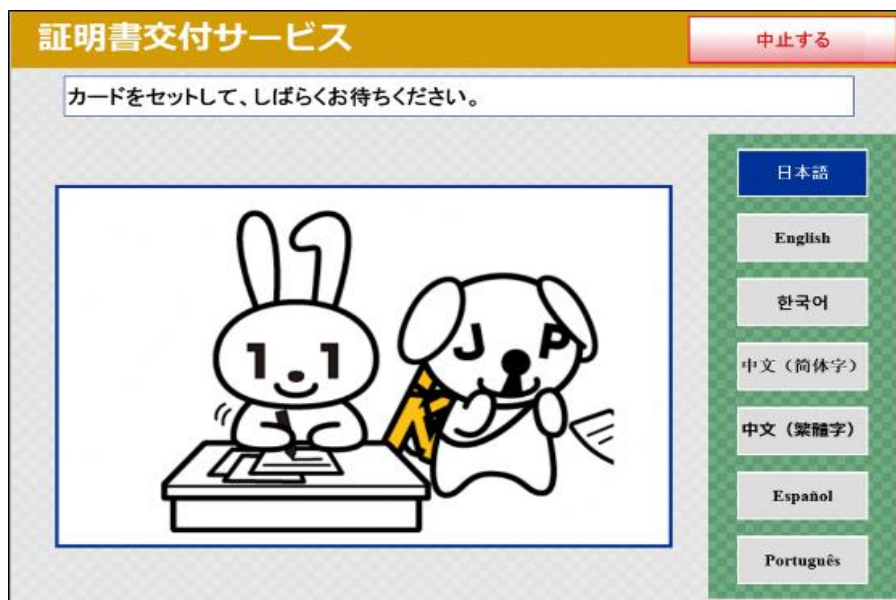 証明書交付サービス
中止する
カードをセットして、しばらくお待ちください。
日本語
English
한국어
中文（简体字）
中文（繁體字）
Español
Português
1 1
J P